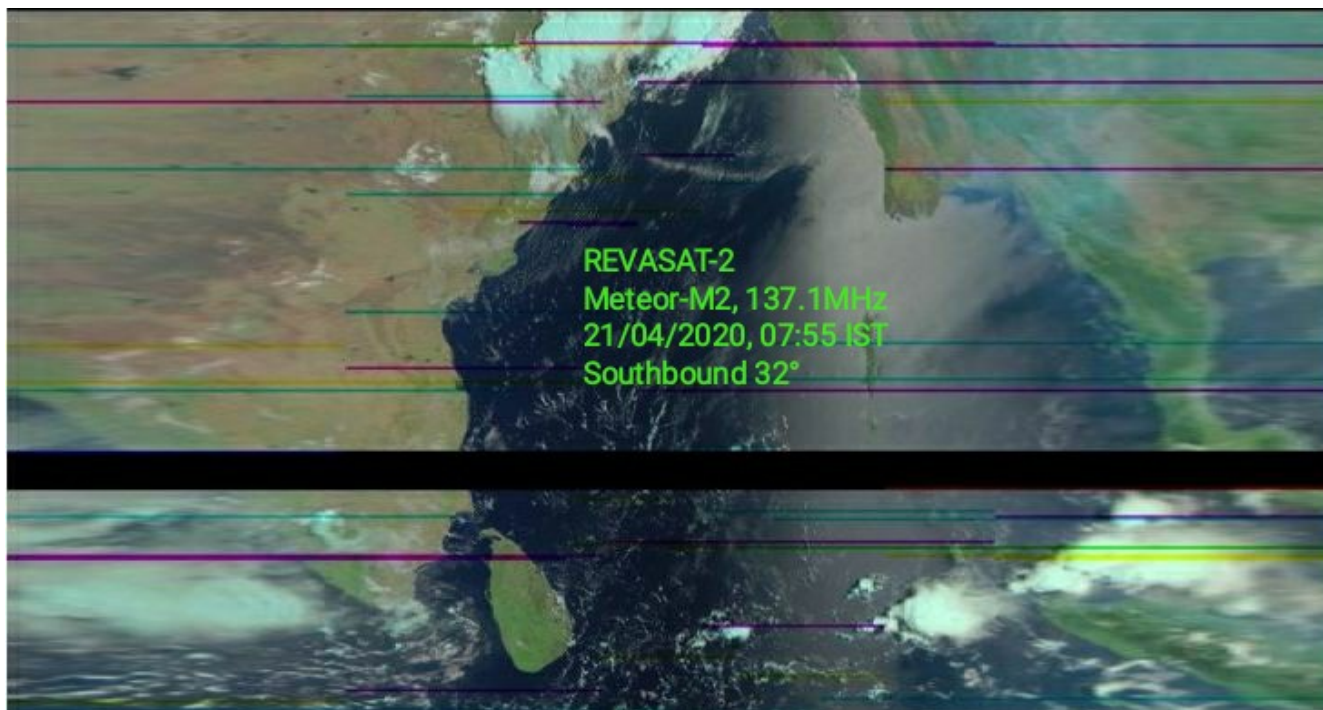 REVASAT-2
Meteor-M2, 137.1MHz
21/04/2020, 07:55 IST
Southbound 32°